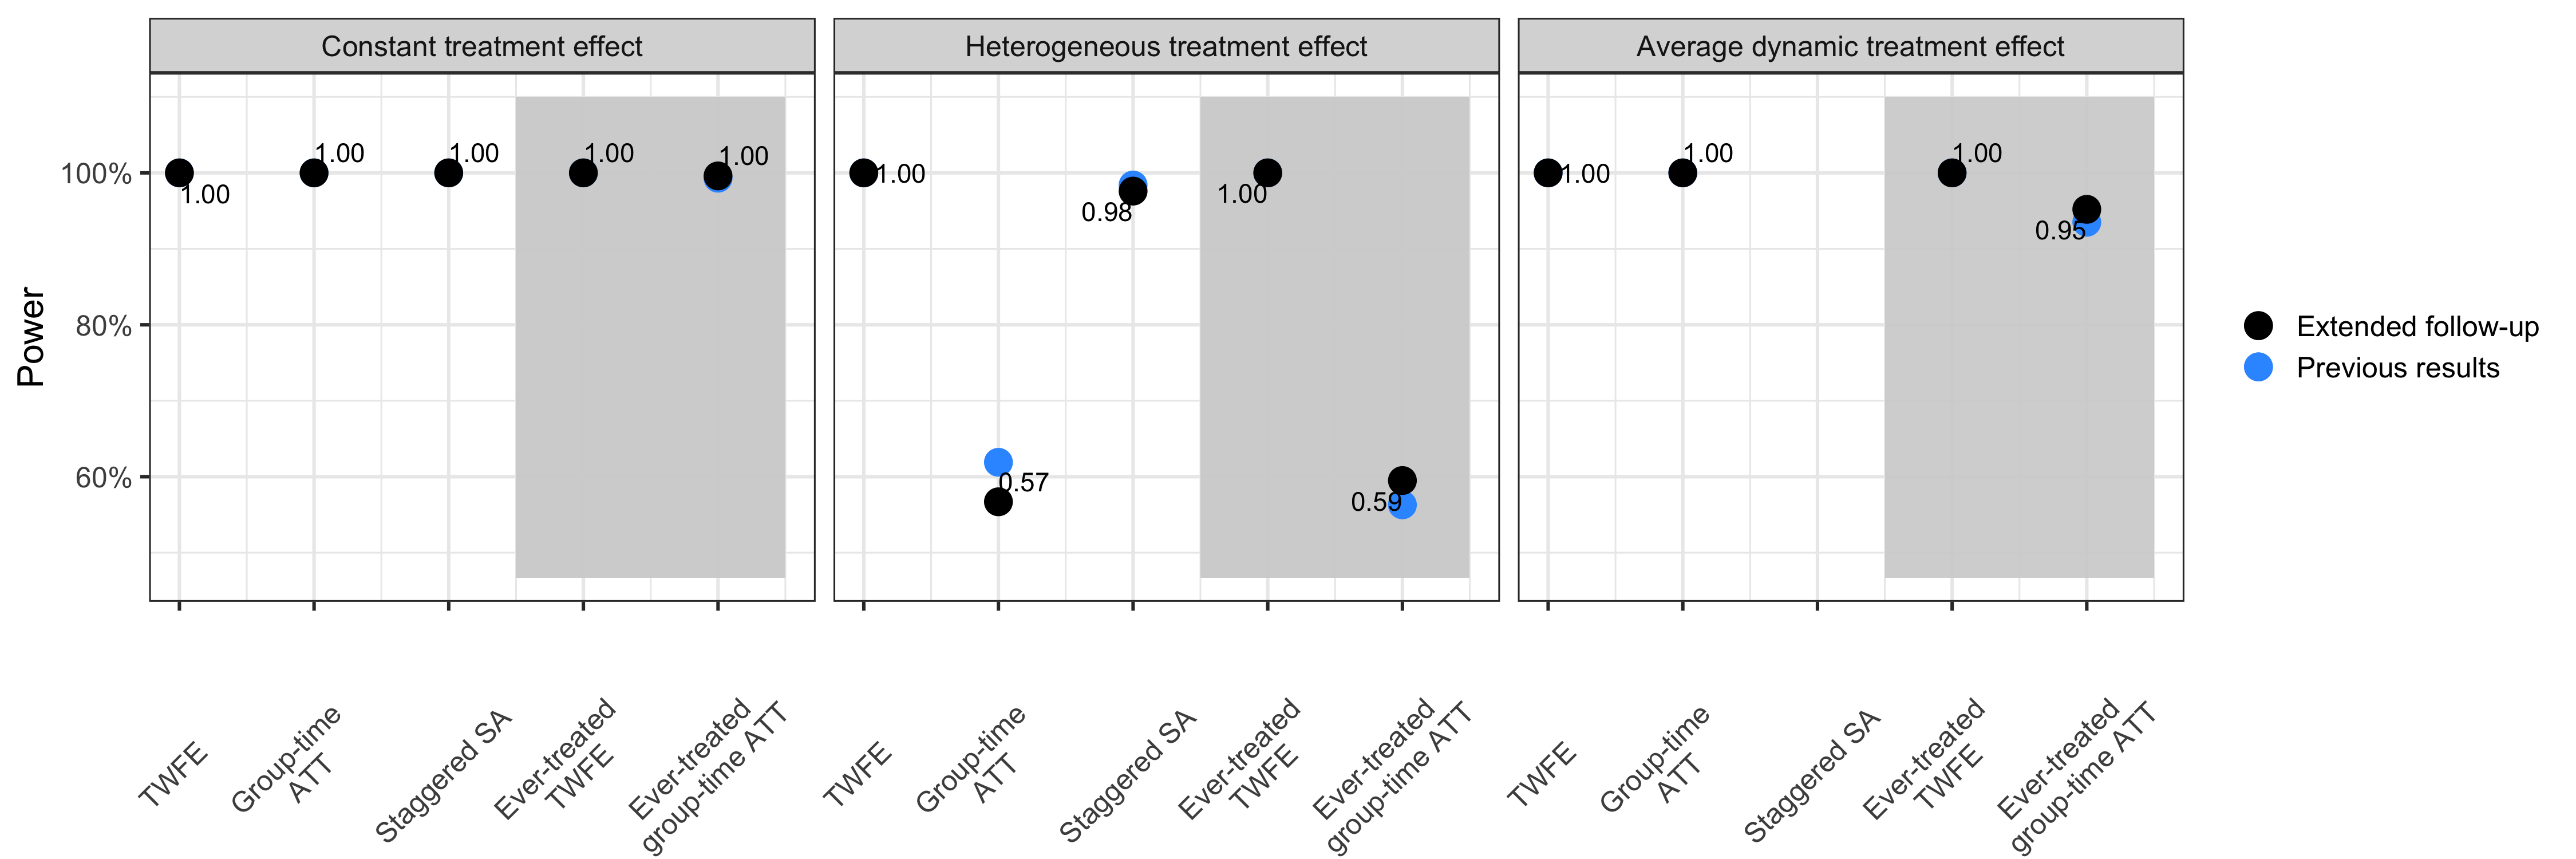 Constant treatment effect
Heterogeneous treatment effect
Average dynamic treatment effect
Power
100%
80%
60%
1.00
1.00
1.00
1.00
1.00
1.00
0.57
0.98
1.00
0.59
1.00
1.00
1.00
0.95
TWFE
Group-time
ATT
Staggered SA
Ever-treated
TWFE
Ever-treated
group-time ATT
TWFE
Group-time
ATT
Staggered SA
Ever-treated
TWFE
Ever-treated
group-time ATT
TWFE
Group-time
ATT
Staggered SA
Ever-treated
TWFE
Ever-treated
group-time ATT
Extended follow-up
Previous results